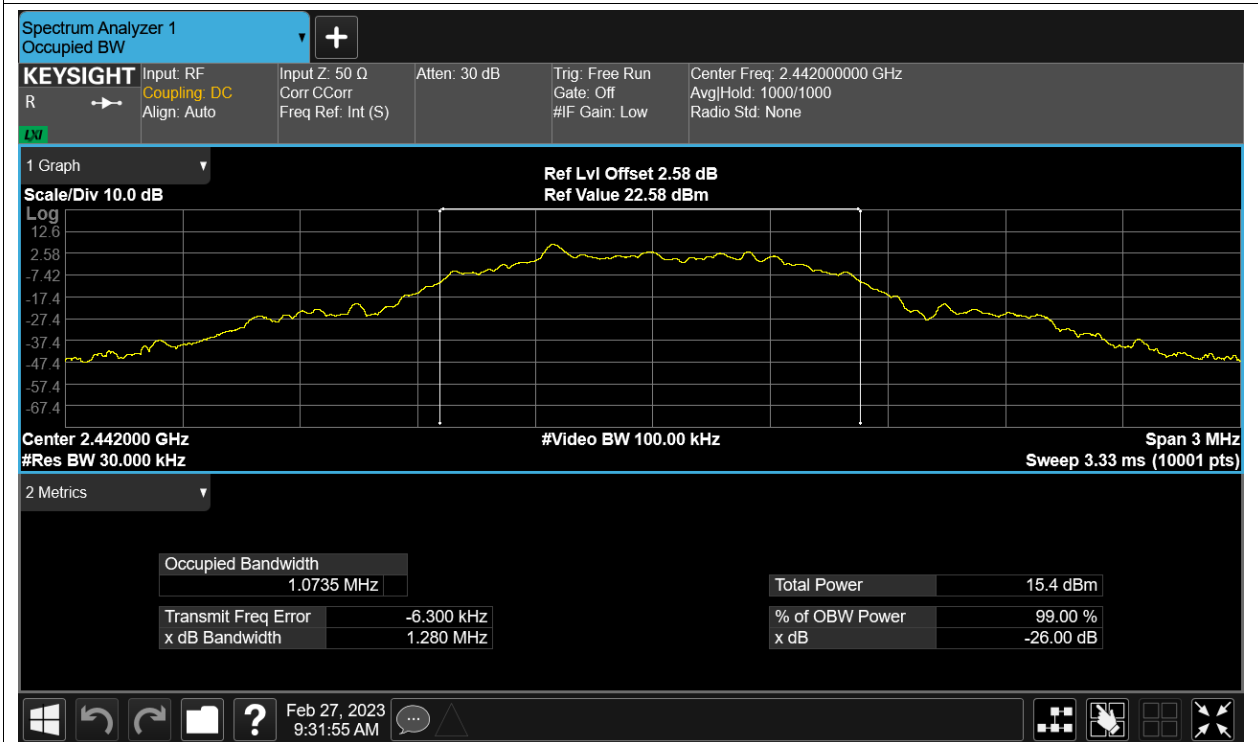 Spectrum Analyzer 1
Occupied BW
KEYSIGHT
R
LXI
Input: RF
Coupling: DC
Align: Auto
Input Z: 50 Ω
Corr CCorr
Freq Ref: Int (S)
Atten: 30 dB
Trig: Free Run
Gate: Off
#IF Gain: Low
Center Freq: 2.442000000 GHz
Avg|Hold: 1000/1000
Radio Std: None
1 Graph
Scale/Div 10.0 dB
Ref Lvl Offset 2.58 dB
Ref Value 22.58 dBm
Log
12.6
2.58
-7.42
-17.4
-27.4
-37.4
-47.4
-57.4
-67.4
Center 2.442000 GHz
#Res BW 30.000 kHz
#Video BW 100.00 kHz
Span 3 MHz
Sweep 3.33 ms (10001 pts)
2 Metrics
Occupied Bandwidth
1.0735 MHz
Transmit Freq Error -6.300 kHz
x dB Bandwidth 1.280 MHz
Total Power 15.4 dBm
% of OBW Power 99.00 %
x dB -26.00 dB
?
Feb 27, 2023
9:31:55 AM